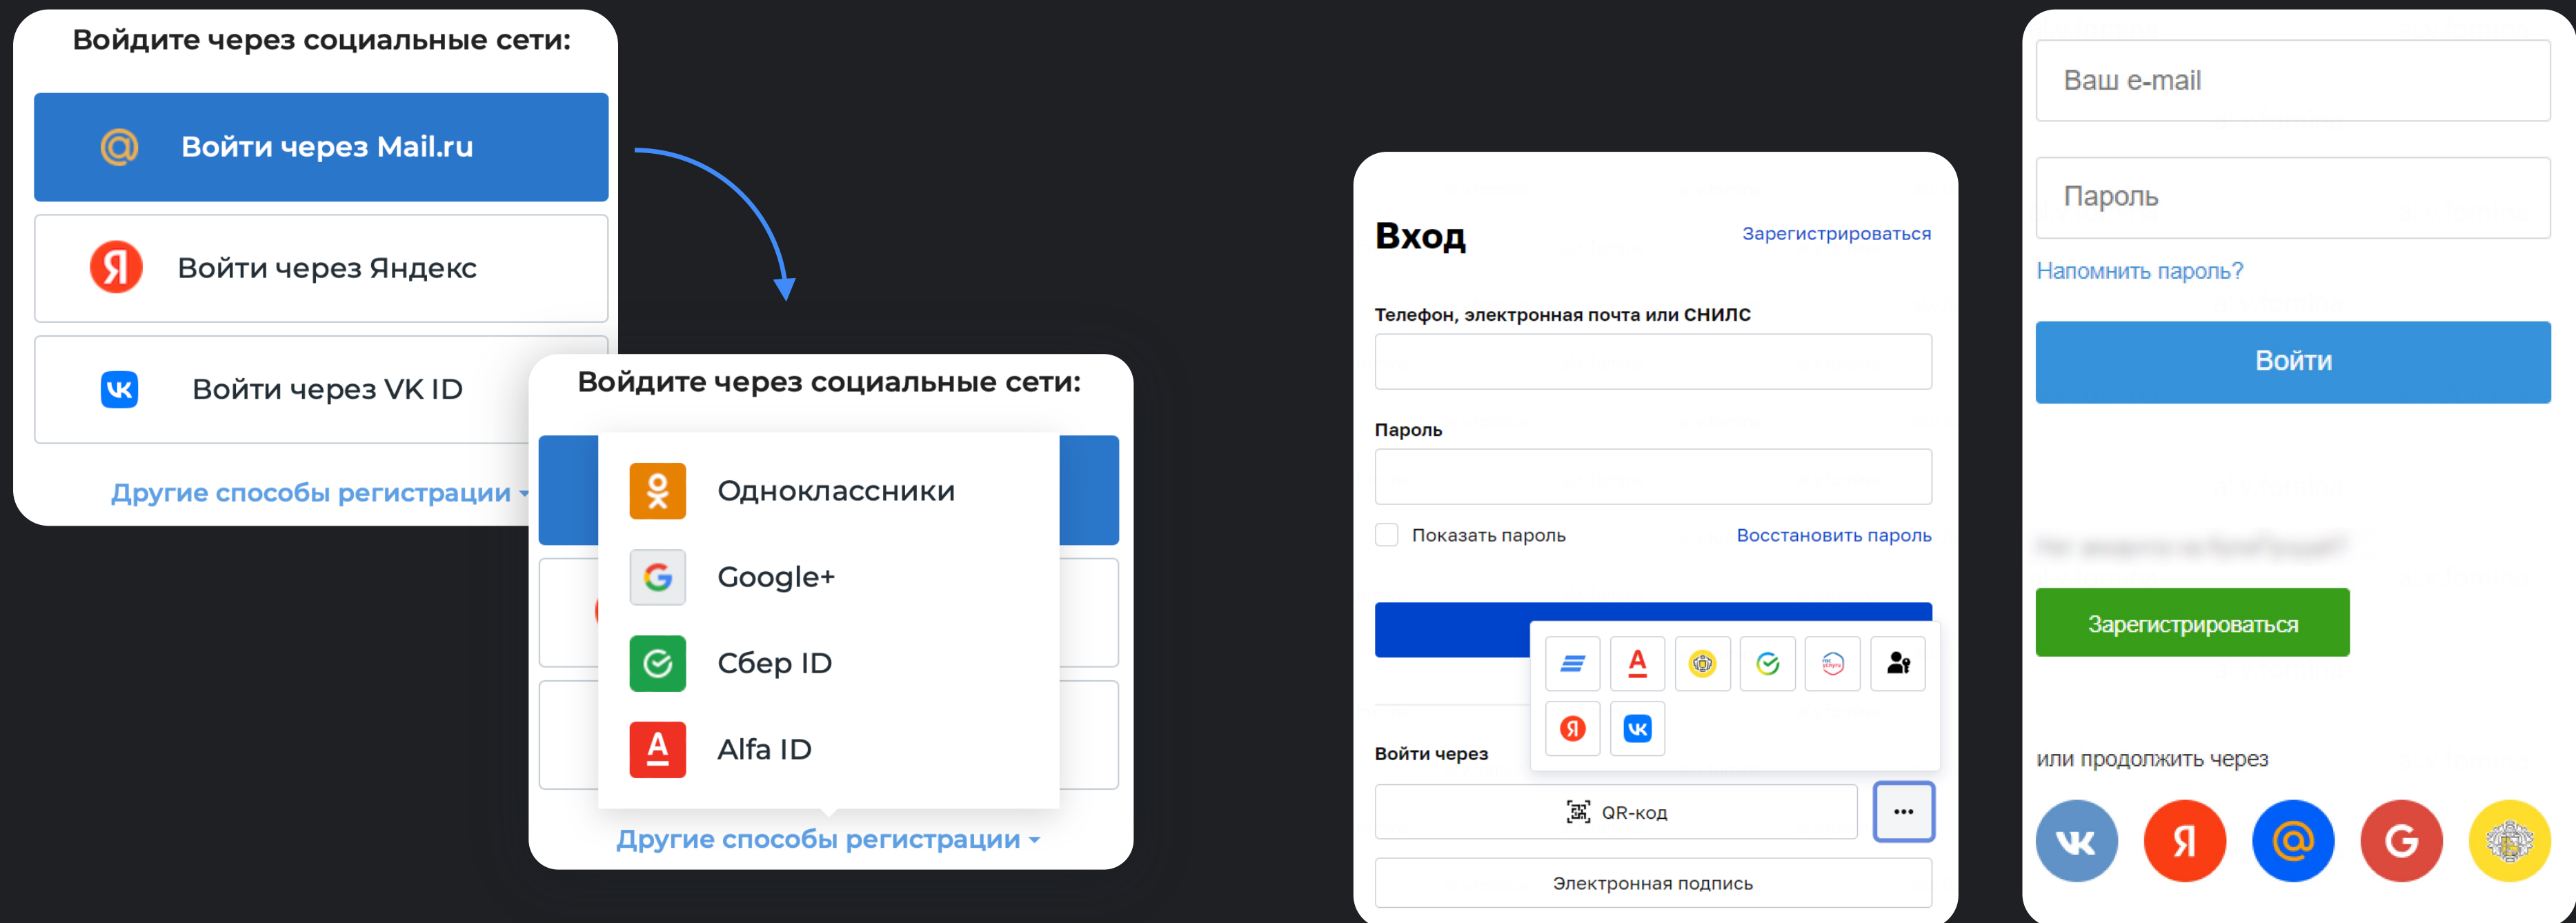 Войдите через социальные сети:
Войти через Mail.ru
Войти через Яндекс
Войти через VK ID
Другие способы регистрации
Войдите через социальные сети:
Одноклассники
Google+
Сбер ID
Alfa ID
Другие способы регистрации
Вход
Зарегистрироваться
Телефон, электронная почта или СНИЛС
Пароль
Показать пароль
Восстановить пароль
Войти через
QR-код
Электронная подпись
Ваш e-mail
Пароль
Напомнить пароль?
Войти
Зарегистрироваться
или продолжить через